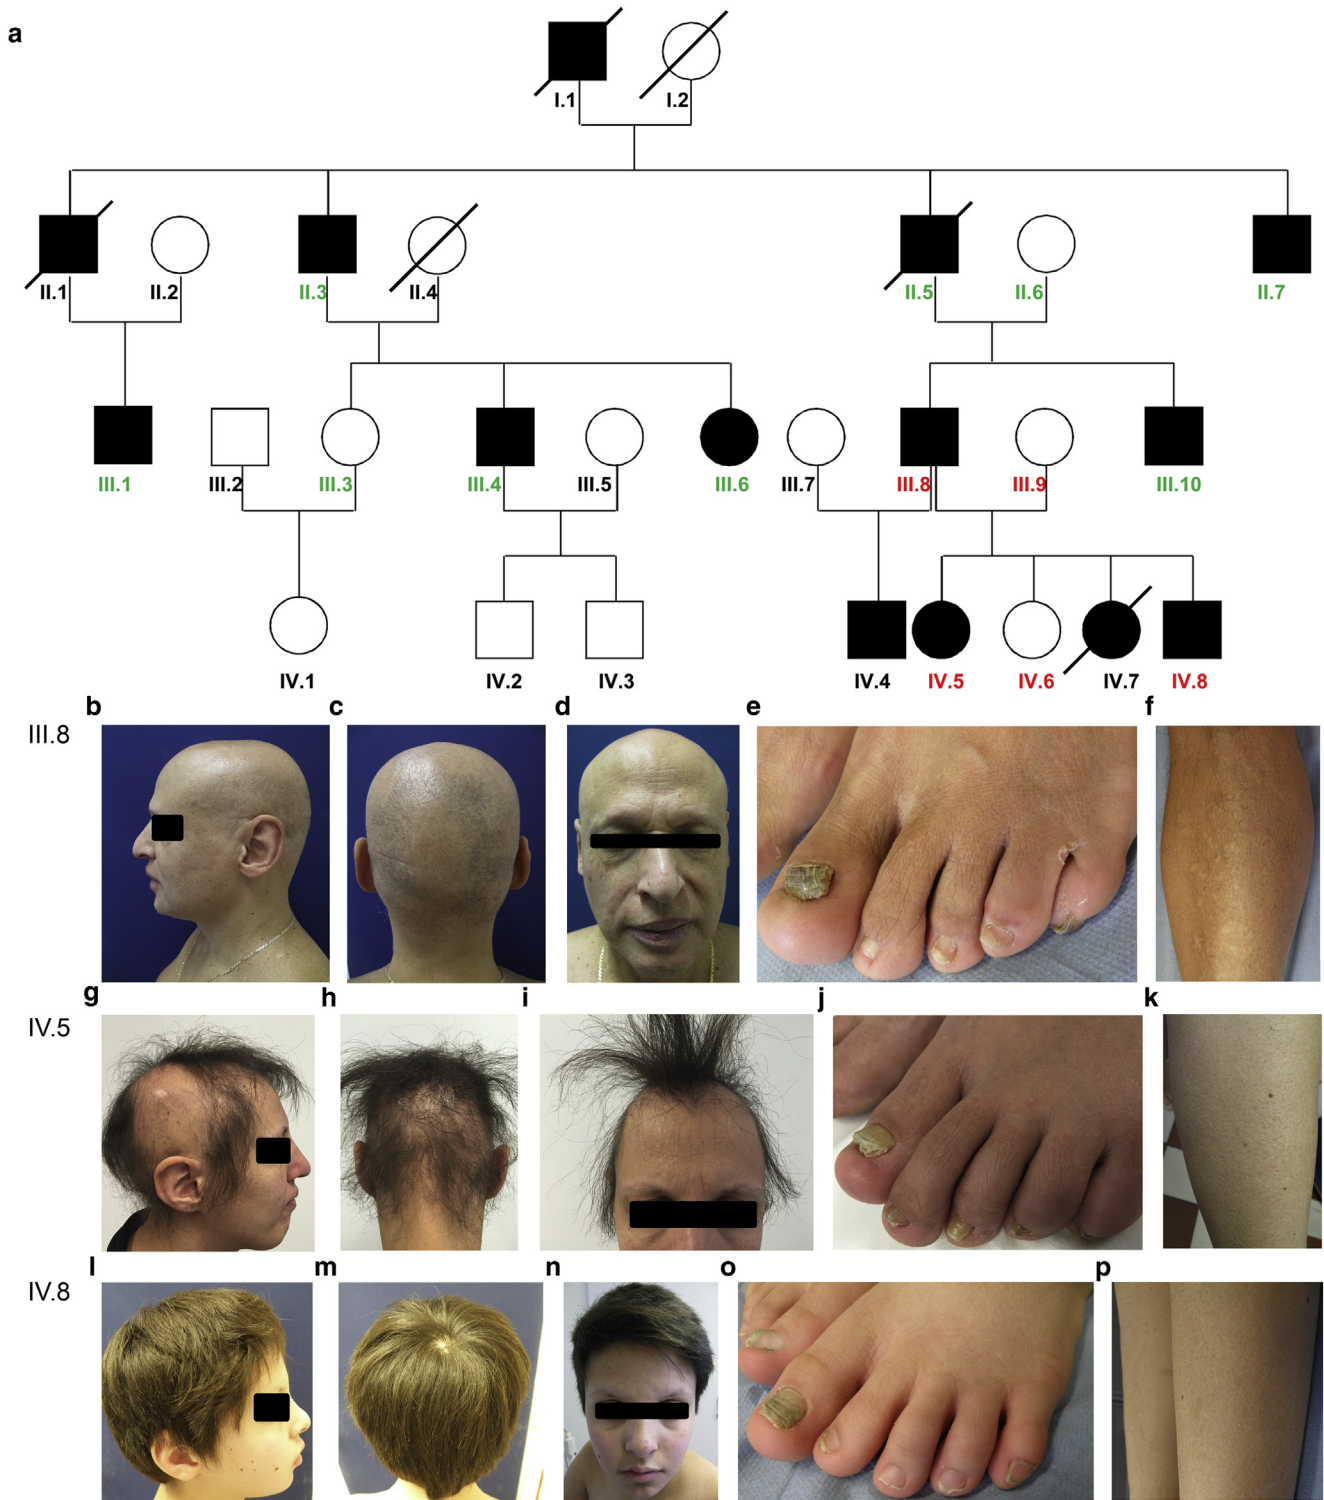 a
I.1 I.2
II.1 II.2 II.3 II.4 II.5 II.6 II.7
III.1 III.2 III.3 III.4 III.5 III.6 III.7 III.8 III.9 III.10
IV.1 IV.2 IV.3 IV.4 IV.5 IV.6 IV.7 IV.8
b c d e f
III.8
g h i j k
IV.5
l m n o p
IV.8